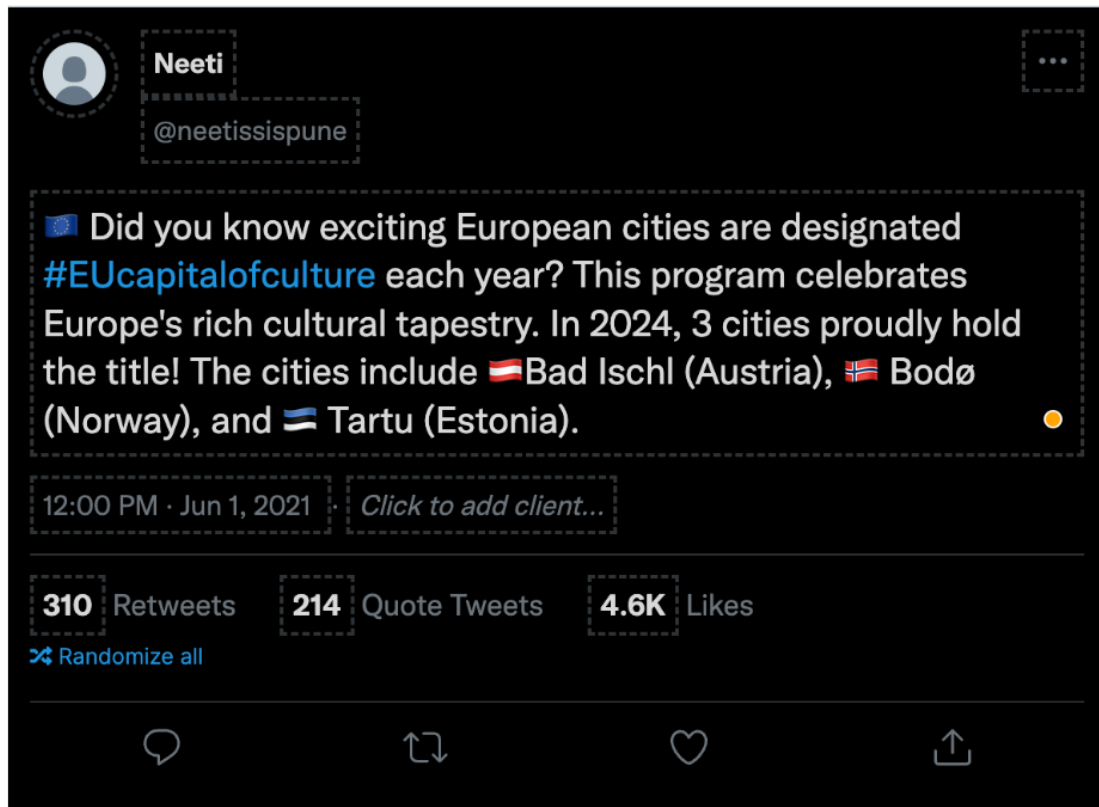 Neeti
@neetissispune
🇪🇺 Did you know exciting European cities are designated
#EUcapitalofculture each year? This program celebrates
Europe's rich cultural tapestry. In 2024, 3 cities proudly hold
the title! The cities include 🇦🇹Bad Ischl (Austria), 🇳🇴 Bodø
(Norway), and 🇪🇪 Tartu (Estonia).
12:00 PM · Jun 1, 2021 · Click to add client...
310 Retweets 214 Quote Tweets 4.6K Likes
Randomize all